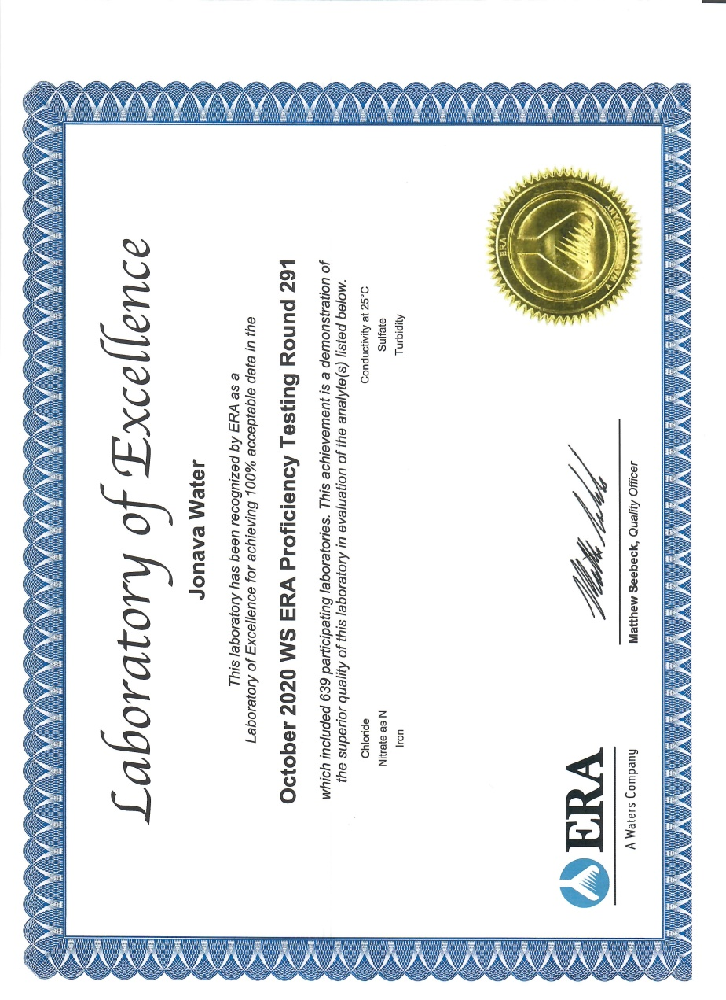 Laboratory of Excellence
Jonava Water
This laboratory has been recognized by ERA as a
Laboratory of Excellence for achieving 100% acceptable data in the
October 2020 WS ERA Proficiency Testing Round 291
which included 639 participating laboratories. This achievement is a demonstration of
the superior quality of this laboratory in evaluation of the analyte(s) listed below.
Chloride
Nitrate as N
Iron
Conductivity at 25°C
Sulfate
Turbidity
ERA
A Waters Company
Matthew Seebeck, Quality Officer
ERA
A WATERS COMPANY